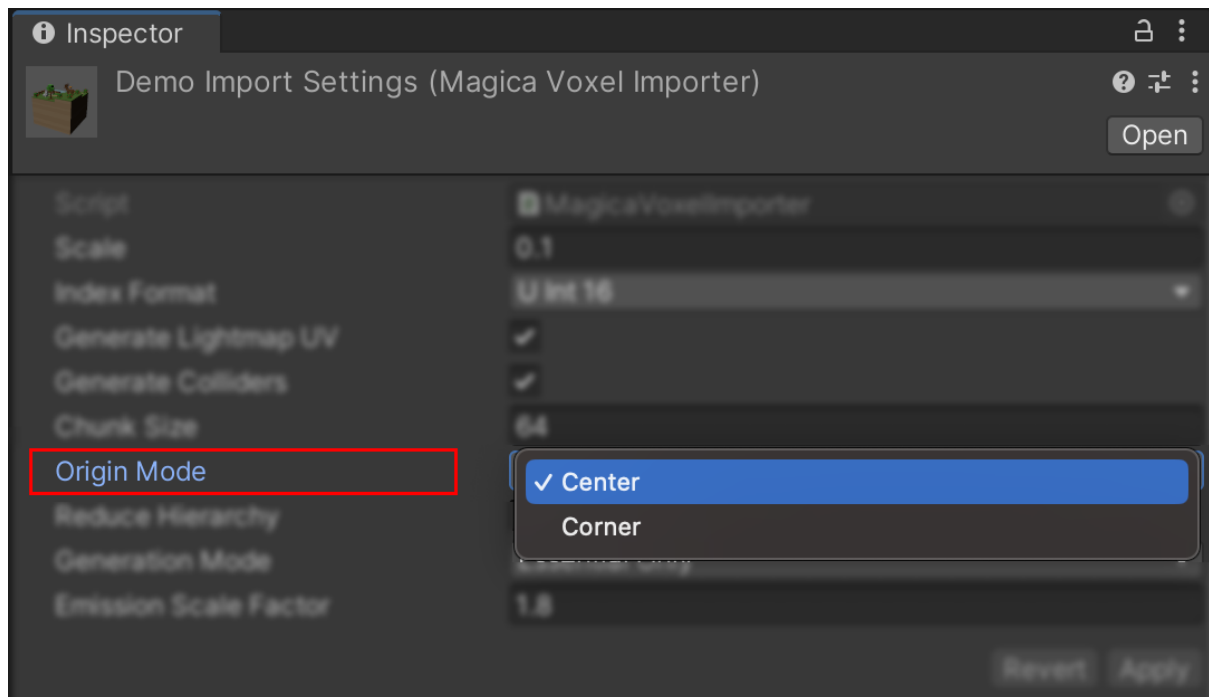 Inspector
Demo Import Settings (Magica Voxel Importer)
Open
Script MagicaVoxelImporter
Scale 0.1
Index Format U Int 16
Generate Lightmap UV
Generate Colliders
Chunk Size 64
Origin Mode
Center
Corner
Reduce Hierarchy
Generation Mode Essential Only
Emission Scale Factor 1.8
Revert Apply